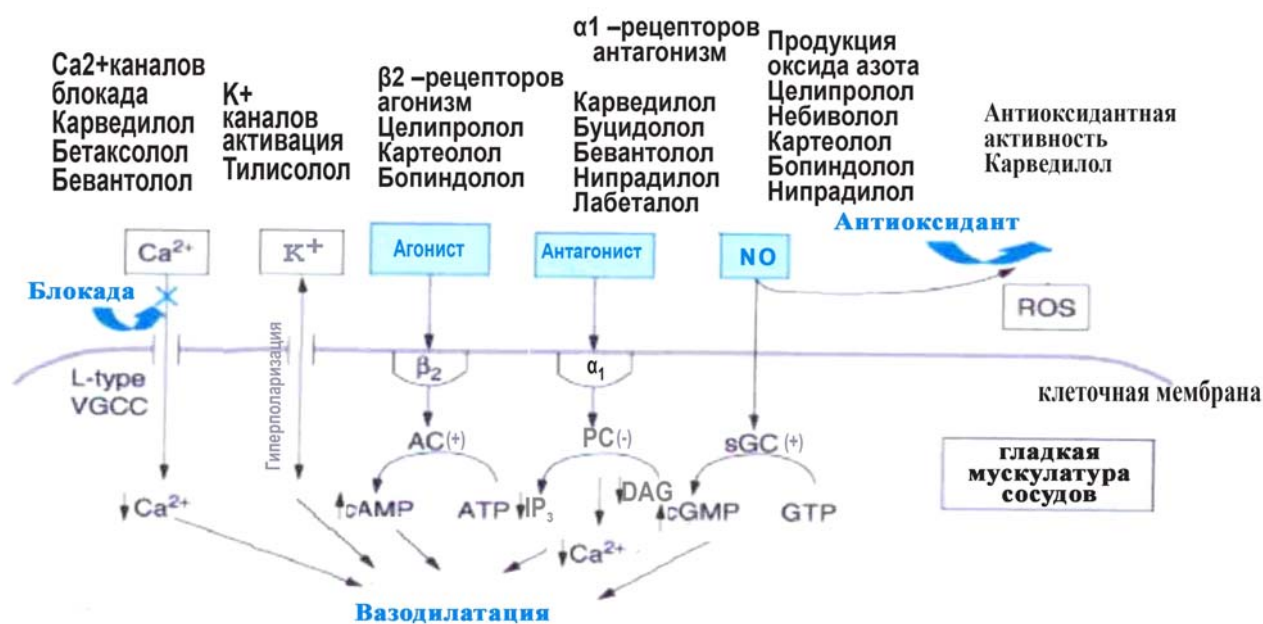 Ca2+каналов
блокада
Карведилол
Бетаксолол
Бевантолол
K+
каналов
активация
Тилисолол
β2 –рецепторов
агонизм
Целипролол
Картеолол
Бопиндолол
α1 –рецепторов
антагонизм
Карведилол
Буцидолол
Бевантолол
Нипрадилол
Лабеталол
Продукция
оксида азота
Целипролол
Небиволол
Картеолол
Бопиндолол
Нипрадилол
Антиоксидантная
активность
Карведилол
Антиоксидант
Ca²⁺
K⁺
Агонист
Антагонист
NO
Блокада
ROS
Гиперполаризация
β₂
α₁
L-type
VGCC
клеточная мембрана
AC(+)
PC(-)
sGC(+)
гладкая
мускулатура
сосудов
Ca²⁺
cAMP
ATP
IP₃
DAG
cGMP
GTP
Ca²⁺
Вазодилатация